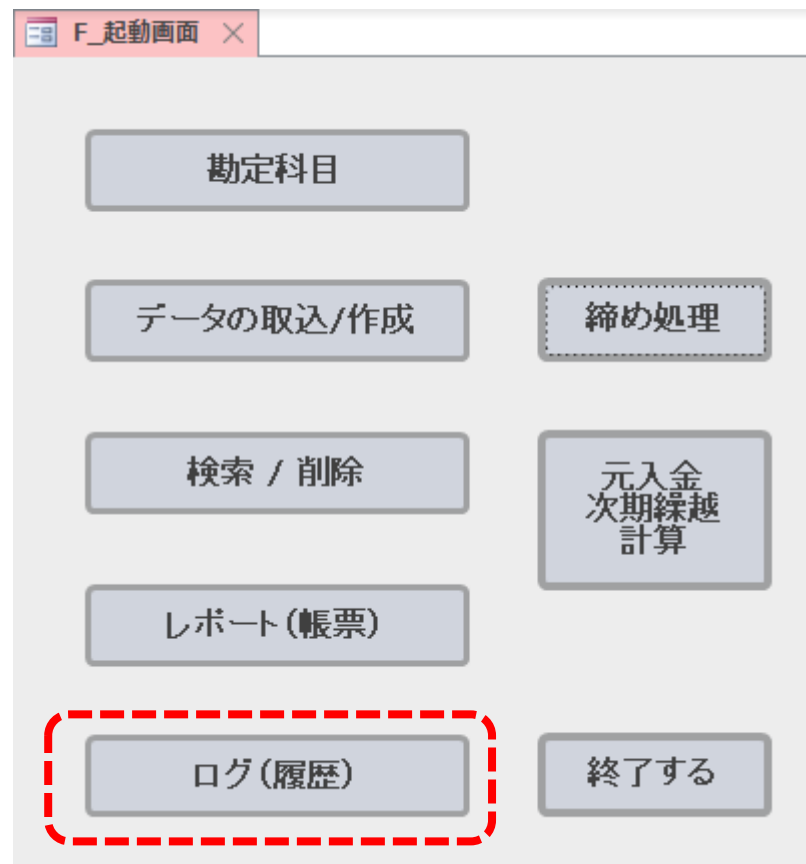 F_起動画面
勘定科目
データの取込/作成
締め処理
検索 / 削除
元入金
次期繰越
計算
レポート(帳票)
ログ(履歴)
終了する